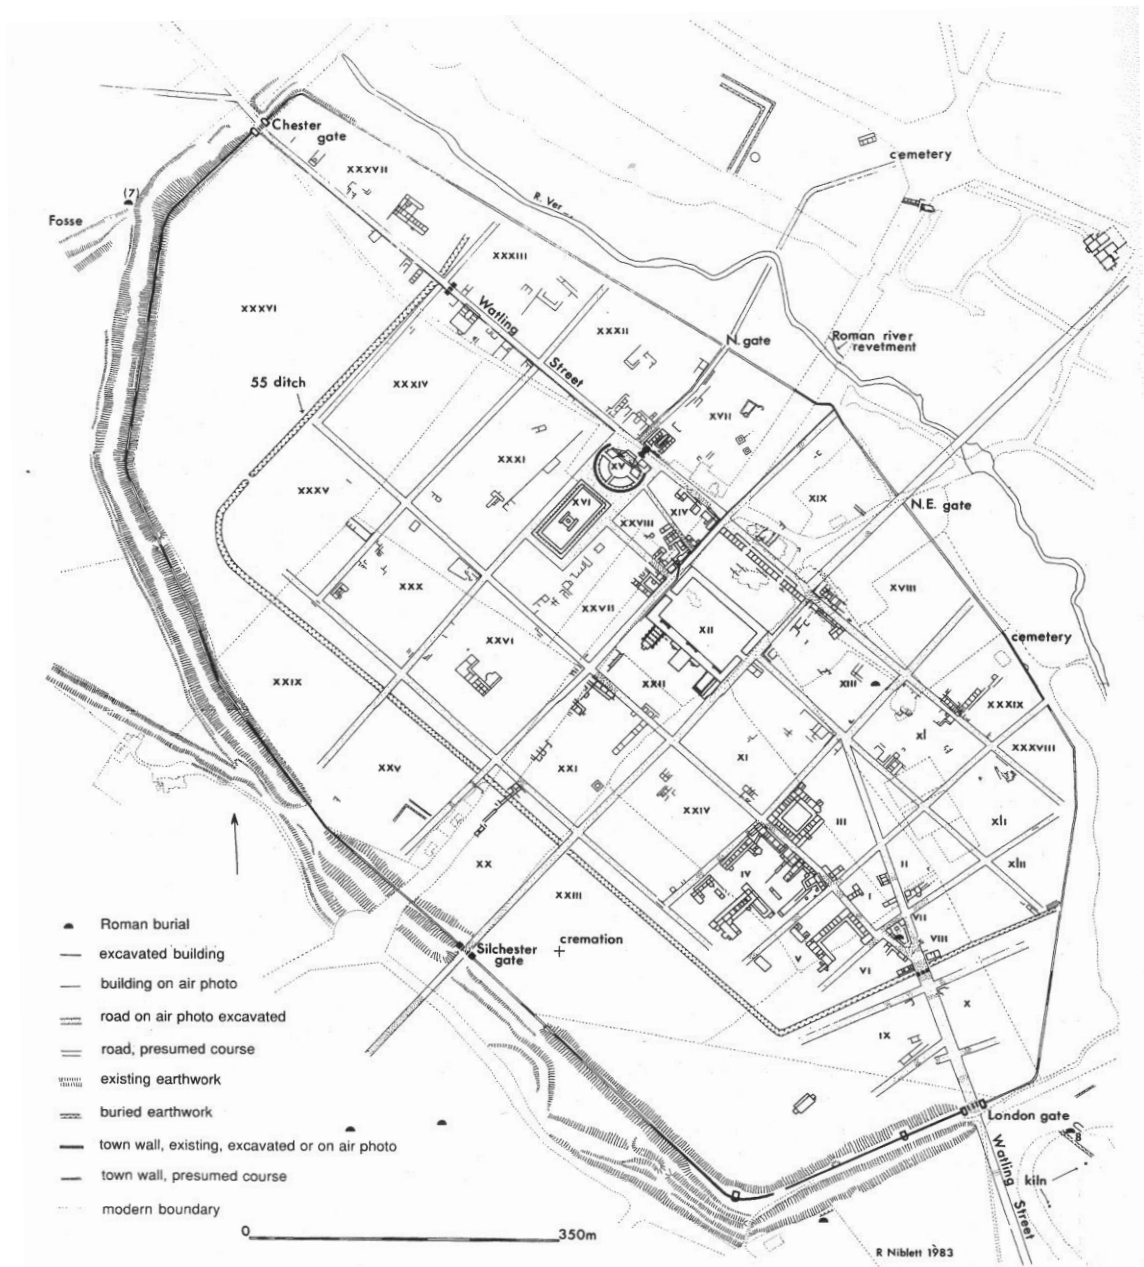 Chester
gate
cemetery
XXXVII
(7)
R. Ver
Fosse
XXXIII
XXXVI
Watling
Street
XXXII
N. gate
Roman river
revetment
55 ditch
XXXIV
XVII
XXXI
XV
XXXV
XVI
XIX
XIV
N.E. gate
XXVIII
XXX
XVIII
XXVII
XII
XXVI
cemetery
XXIX
XXII
XIII
XXXIX
xl
XXXVIII
XI
XXV
XXI
XXIV
III
xli
XX
II
xlii
IV
XXIII
I
VII
Silchester
gate
cremation
VIII
V
VI
X
IX
London gate
Watling
Street
kiln
Roman burial
excavated building
building on air photo
road on air photo excavated
road, presumed course
existing earthwork
buried earthwork
town wall, existing, excavated or on air photo
town wall, presumed course
modern boundary
0
350m
R Niblett 1983